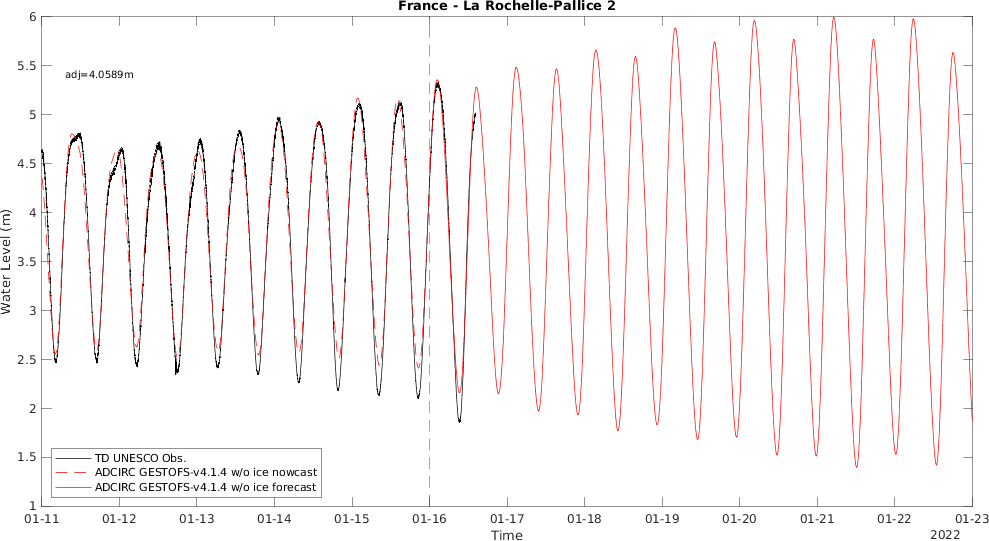 France - La Rochelle-Pallice 2
adj=4.0589m
Water Level (m)
6
5.5
5
4.5
4
3.5
3
2.5
2
1.5
1
TD UNESCO Obs.
ADCIRC GESTOFS-v4.1.4 w/o ice nowcast
ADCIRC GESTOFS-v4.1.4 w/o ice forecast
01-11 01-12 01-13 01-14 01-15 01-16 01-17 01-18 01-19 01-20 01-21 01-22 01-23
Time
2022